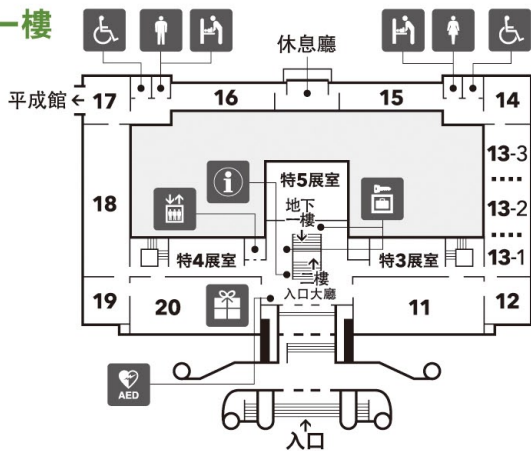 一樓
休息廳
平成館
17
16
15
14
13-3
特5展室
地下
一樓
18
13-2
特4展室
特3展室
13-1
二樓
入口大廳
19
20
11
12
AED
入口